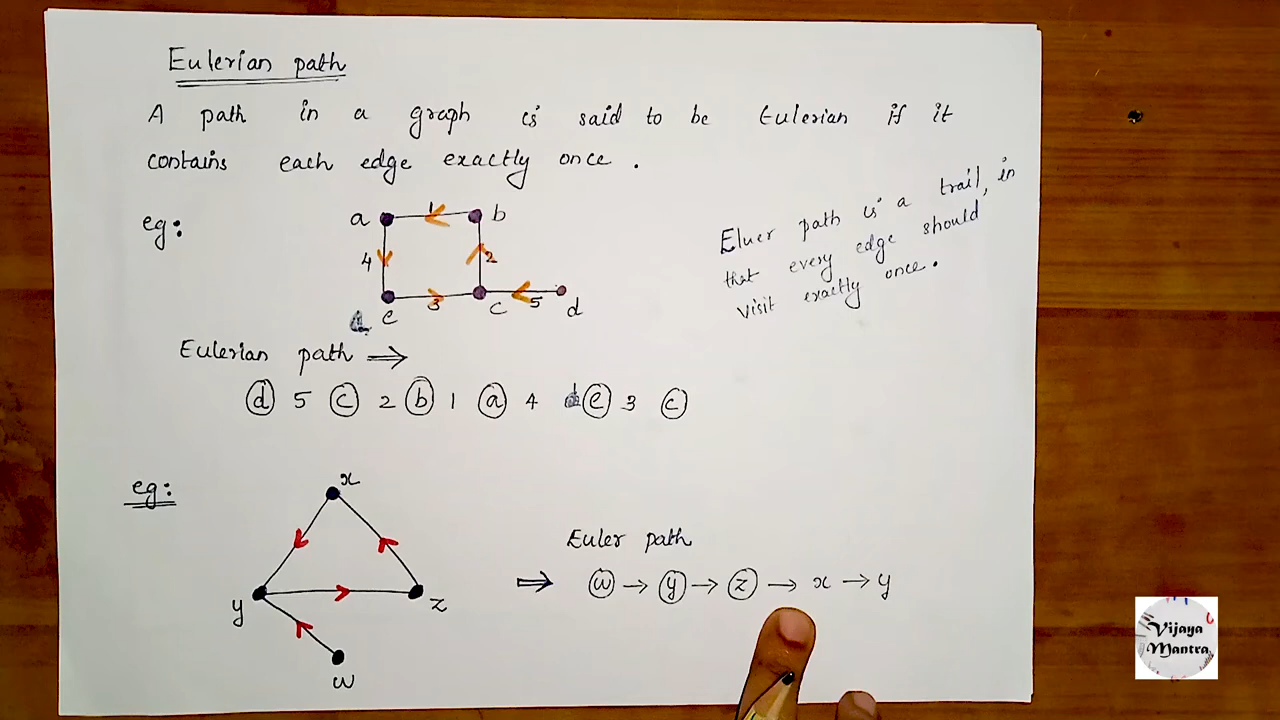 Eulerian path
A path in a graph is said to be Eulerian if it
contains each edge exactly once.
eg:
a 1 b
4 2
e 3 c 5 d
Eluer path is a trail, in
that every edge should
visit exactly once.
Eulerian path ⇒
d 5 c 2 b 1 a 4 e 3 c
eg:
x
y z
w
Euler path
⇒ w → y → z → x → y
Vijaya
Mantra